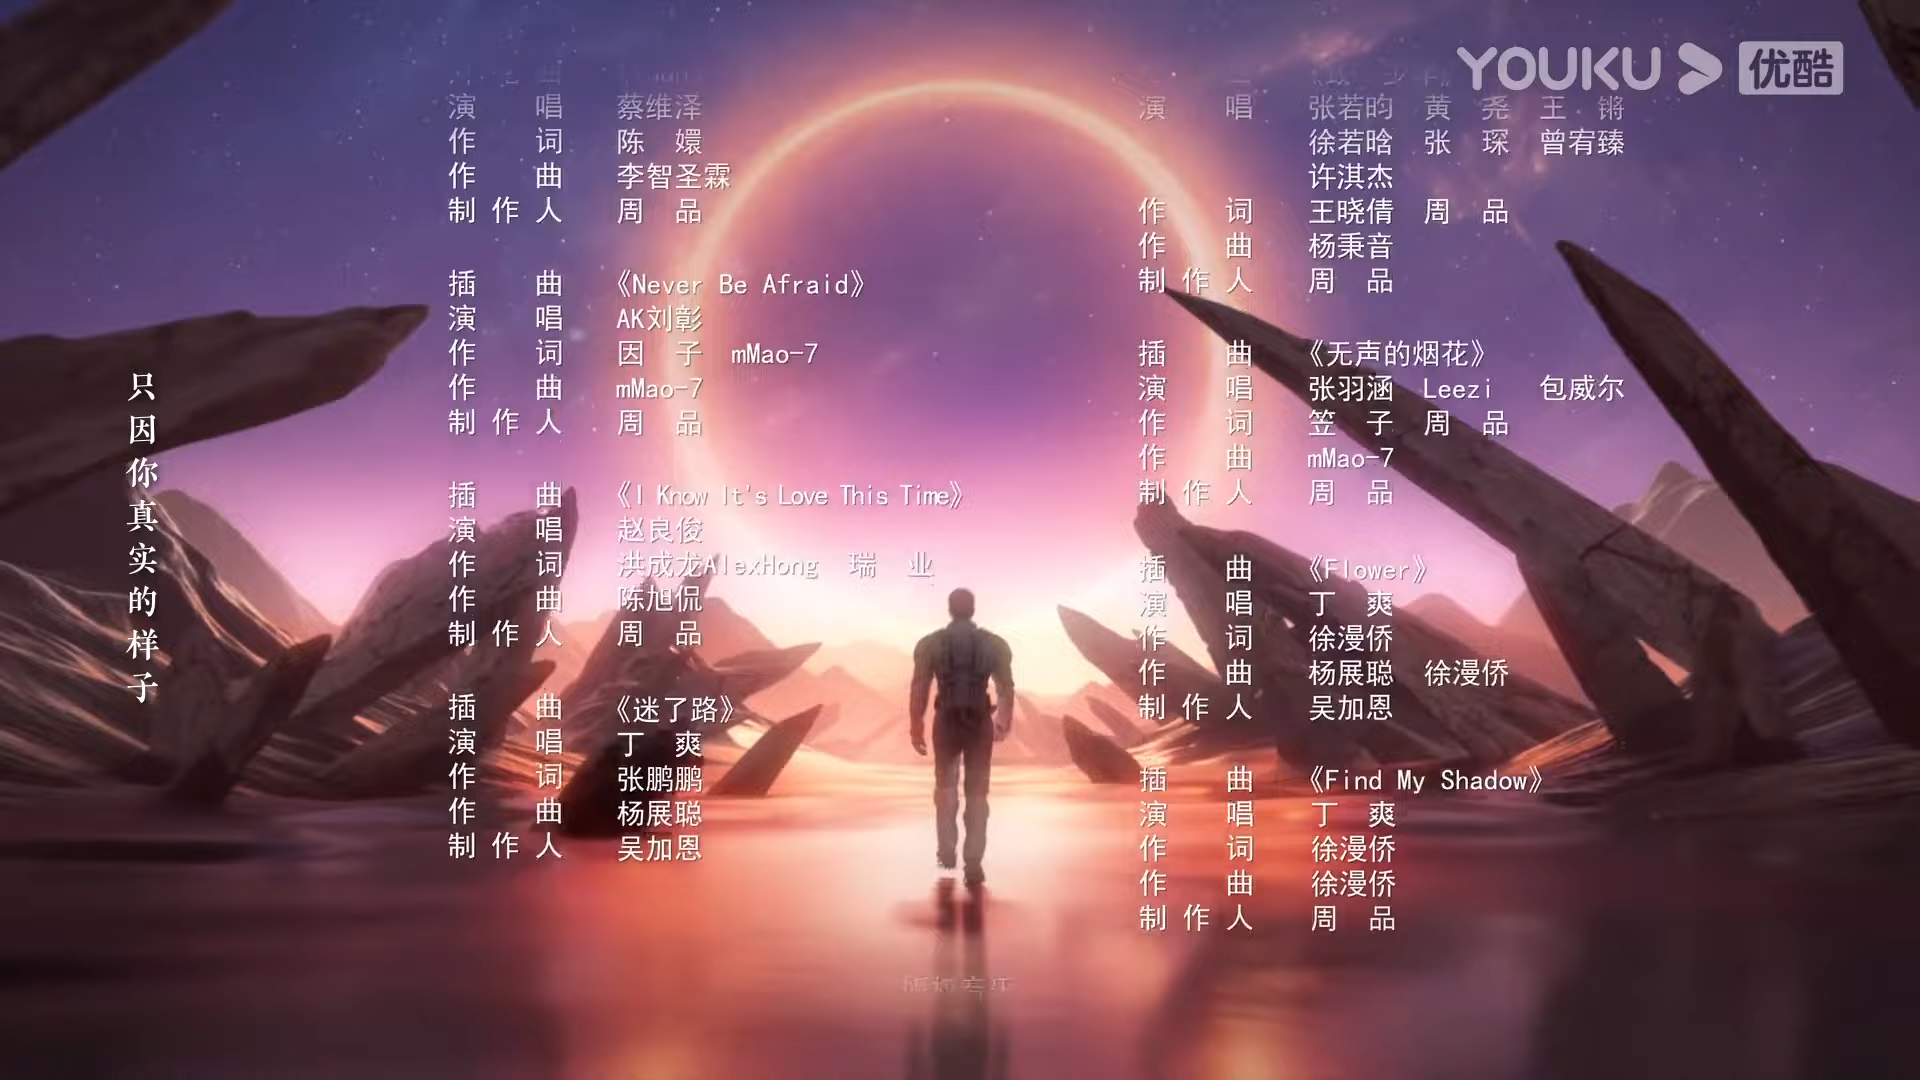 YOUKU 优酷
只因你真实的样子
演唱 蔡维泽
作词 陈嬛
作曲 李智圣霖
制作人 周品
插曲 《Never Be Afraid》
演唱 AK刘彰
作词 因子 mMao-7
作曲 mMao-7
制作人 周品
插曲 《I Know It's Love This Time》
演唱 赵良俊
作词 洪成龙AlexHong 瑞业
作曲 陈旭侃
制作人 周品
插曲 《迷了路》
演唱 丁爽
作词 张鹏鹏
作曲 杨展聪
制作人 吴加恩
演唱 张若昀 黄尧 王锵
徐若晗 张琛 曾宥臻
许淇杰
作词 王晓倩 周品
作曲 杨秉音
制作人 周品
插曲 《无声的烟花》
演唱 张羽涵 Leezi 包威尔
作词 笠子 周品
作曲 mMao-7
制作人 周品
插曲 《Flower》
演唱 丁爽
作词 徐漫侨
作曲 杨展聪 徐漫侨
制作人 吴加恩
插曲 《Find My Shadow》
演唱 丁爽
作词 徐漫侨
作曲 徐漫侨
制作人 周品